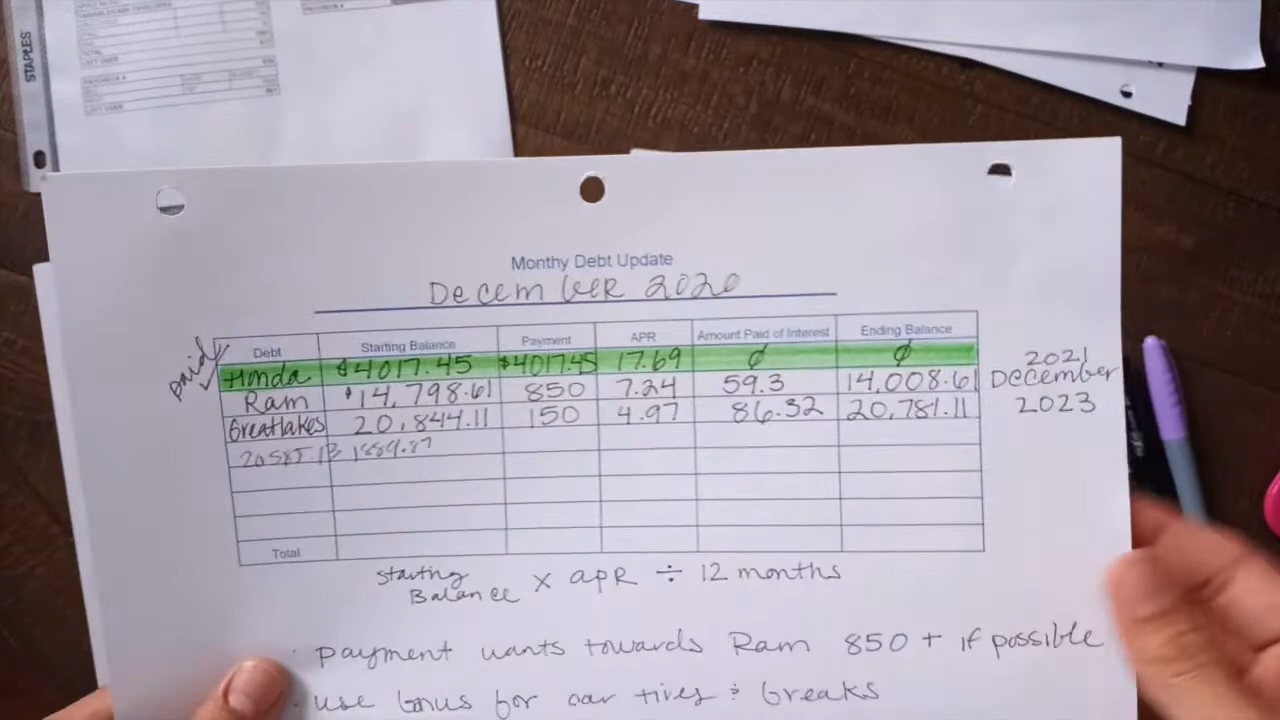 STAPLES
Monthy Debt Update
December 2020
paid
Debt Starting Balance Payment APR Amount Paid of Interest Ending Balance
Honda $4017.45 $4017.45 17.69 ∅ ∅
Ram $14,798.61 850 7.24 59.3 14,008.61
Greatlakes 20,844.11 150 4.97 86.32 20,781.11
2021
December
2023
Total
Starting Balance x apR ÷ 12 months
· payment wants towards Ram 850 + if possible
· use bonus for car tires & breaks